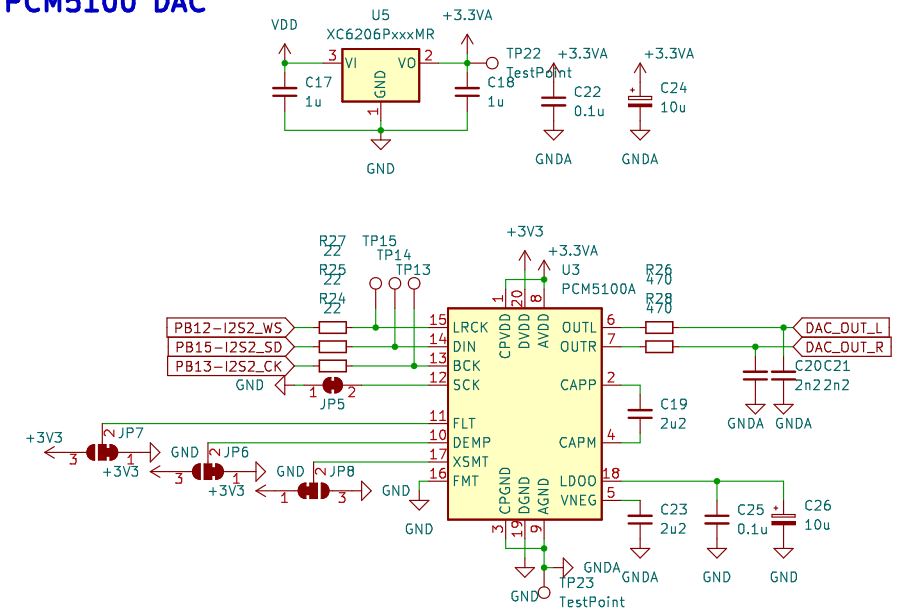 PCM5100 DAC
U5
XC6206PxxxMR
VDD
+3.3VA
3 VI VO 2
GND
1
C17
1u
C18
1u
TP22
TestPoint
GND
+3.3VA
C22
0.1u
GNDA
+3.3VA
C24
10u
GNDA
R27
22
R25
22
R24
22
TP15
TP14
TP13
+3V3
+3.3VA
U3
PCM5100A
R26
470
R28
470
1 20 8
CPVDD DVDD AVDD
PB12-I2S2_WS
PB15-I2S2_SD
PB13-I2S2_CK
GND
1 2
JP5
15 LRCK
14 DIN
13 BCK
12 SCK
11 FLT
10 DEMP
17 XSMT
16 FMT
OUTL 6
OUTR 7
CAPP 2
CAPM 4
LDOO 18
VNEG 5
DAC_OUT_L
DAC_OUT_R
C20
2n2
C21
2n2
GNDA
GNDA
C19
2u2
+3V3
3 2 1
JP7
GND
+3V3
3 2 1
JP6
GND
+3V3
1 2 3
JP8
GND
GND
CPGND DGND AGND
3 19 9
GND
GNDA
TP23
TestPoint
C23
2u2
GNDA
C25
0.1u
GND
C26
10u
GND